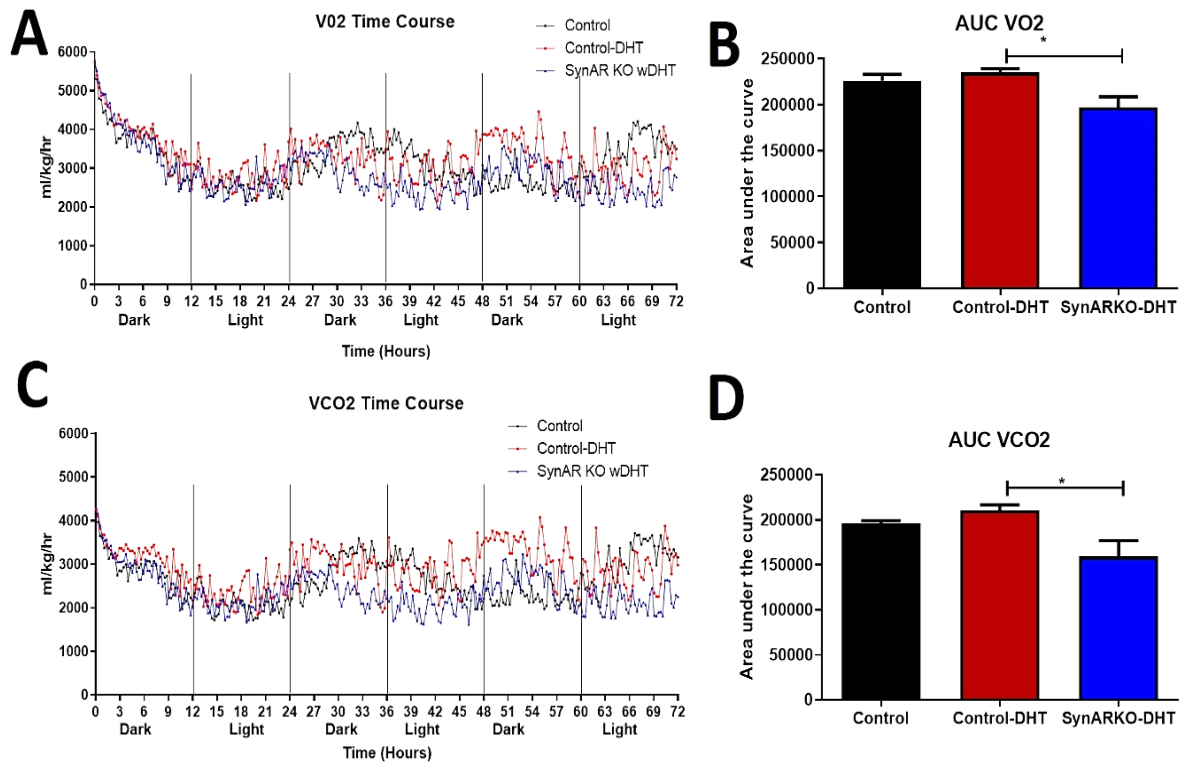 A
V02 Time Course
Control
Control-DHT
SynAR KO wDHT
6000
5000
4000
3000
2000
1000
0
ml/kg/hr
0 3 6 9 12 15 18 21 24 27 30 33 36 39 42 45 48 51 54 57 60 63 66 69 72
Dark Light Dark Light Dark Light
Time (Hours)
B
AUC VO2
*
250000
200000
150000
100000
50000
0
Area under the curve
Control Control-DHT SynARKO-DHT
C
VCO2 Time Course
Control
Control-DHT
SynAR KO wDHT
6000
5000
4000
3000
2000
1000
0
ml/kg/hr
0 3 6 9 12 15 18 21 24 27 30 33 36 39 42 45 48 51 54 57 60 63 66 69 72
Dark Light Dark Light Dark Light
Time (Hours)
D
AUC VCO2
*
250000
200000
150000
100000
50000
0
Area under the curve
Control Control-DHT SynARKO-DHT